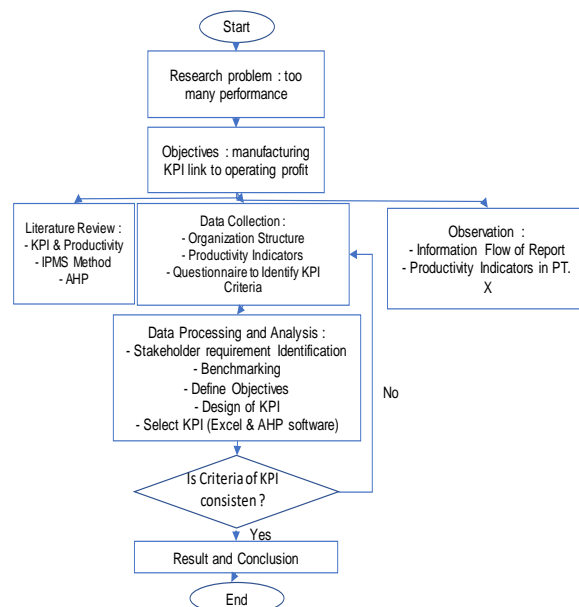 Start
Research problem : too
many performance
Objectives : manufacturing
KPI link to operating profit
Literature Review :
- KPI & Productivity
- IPMS Method
- AHP
Data Collection :
- Organization Structure
- Productivity Indicators
- Questionnaire to Identify KPI
Criteria
Observation :
- Information Flow of Report
- Productivity Indicators in PT.
X
Data Processing and Analysis :
- Stakeholder requirement Identification
- Benchmarking
- Define Objectives
- Design of KPI
- Select KPI (Excel & AHP software)
No
Is Criteria of KPI
consisten ?
Yes
Result and Conclusion
End